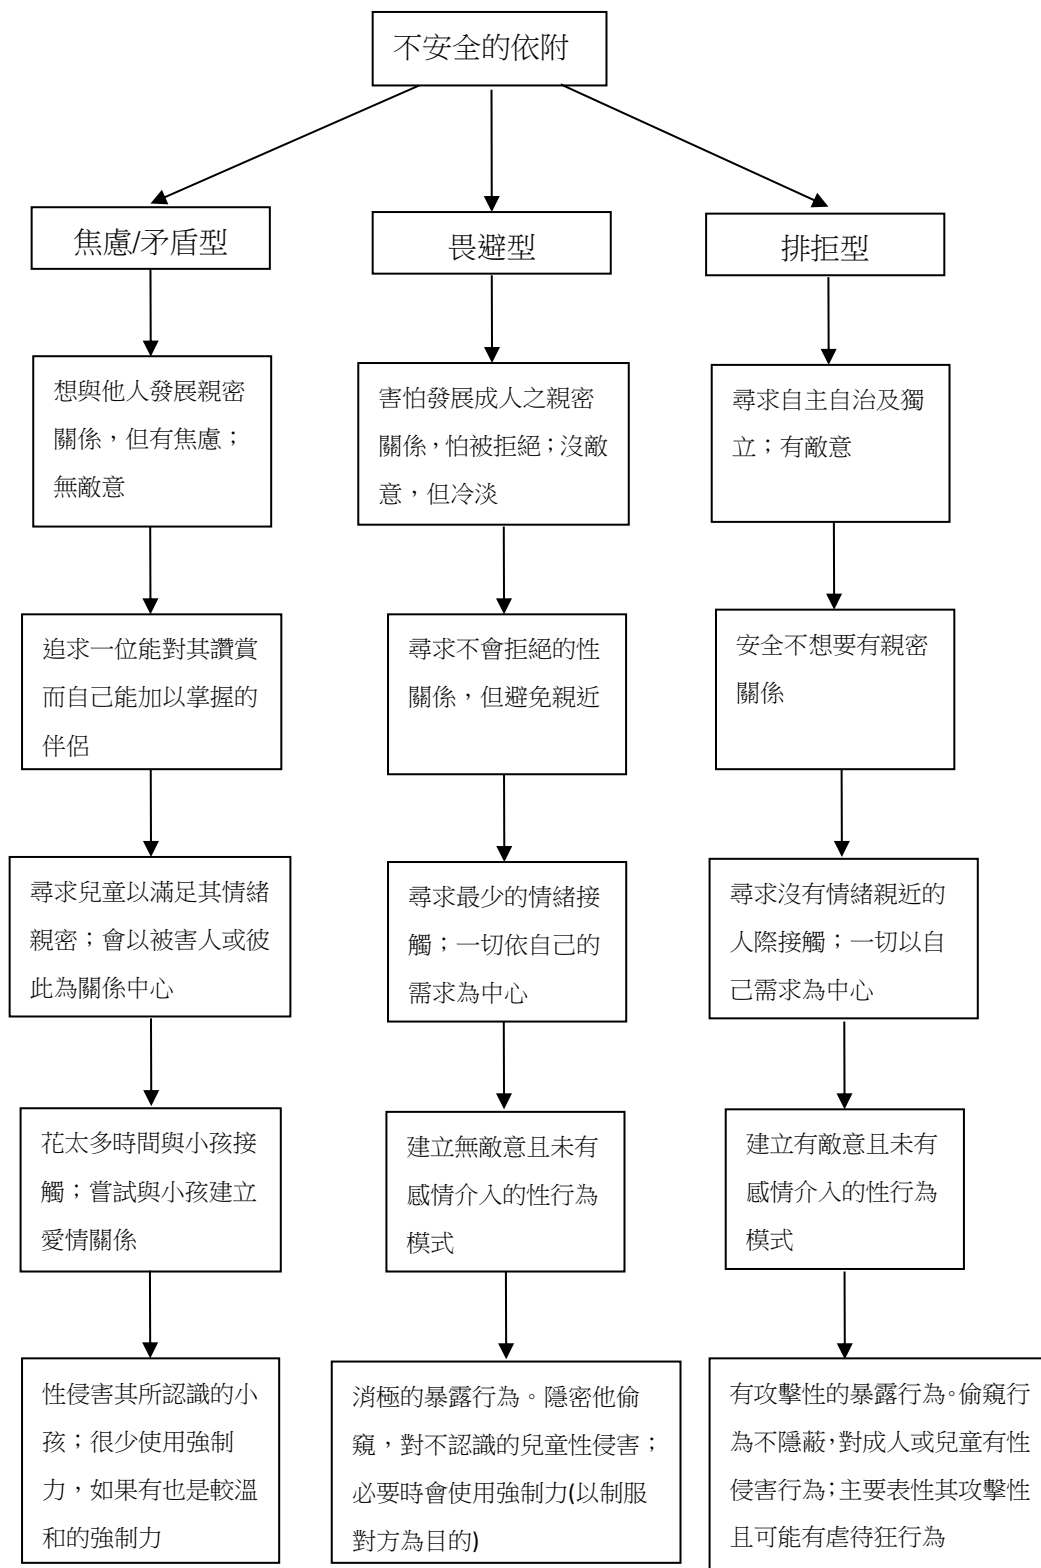 不安全的依附
焦慮/矛盾型
想與他人發展親密
關係，但有焦慮；
無敵意
追求一位能對其讚賞
而自己能加以掌握的
伴侶
尋求兒童以滿足其情緒
親密；會以被害人或彼
此為關係中心
花太多時間與小孩接
觸；嘗試與小孩建立
愛情關係
性侵害其所認識的小
孩；很少使用強制
力，如果有也是較溫
和的強制力
畏避型
害怕發展成人之親密
關係，怕被拒絕；沒敵
意，但冷淡
尋求不會拒絕的性
關係，但避免親近
尋求最少的情緒接
觸；一切依自己的
需求為中心
建立無敵意且未有
感情介入的性行為
模式
消極的暴露行為。隱密他偷
窺，對不認識的兒童性侵害；
必要時會使用強制力(以制服
對方為目的)
排拒型
尋求自主自治及獨
立；有敵意
安全不想要有親密
關係
尋求沒有情緒親近的
人際接觸；一切以自
己需求為中心
建立有敵意且未有
感情介入的性行為
模式
有攻擊性的暴露行為。偷窺行
為不隱蔽，對成人或兒童有性
侵害行為；主要表性其攻擊性
且可能有虐待狂行為